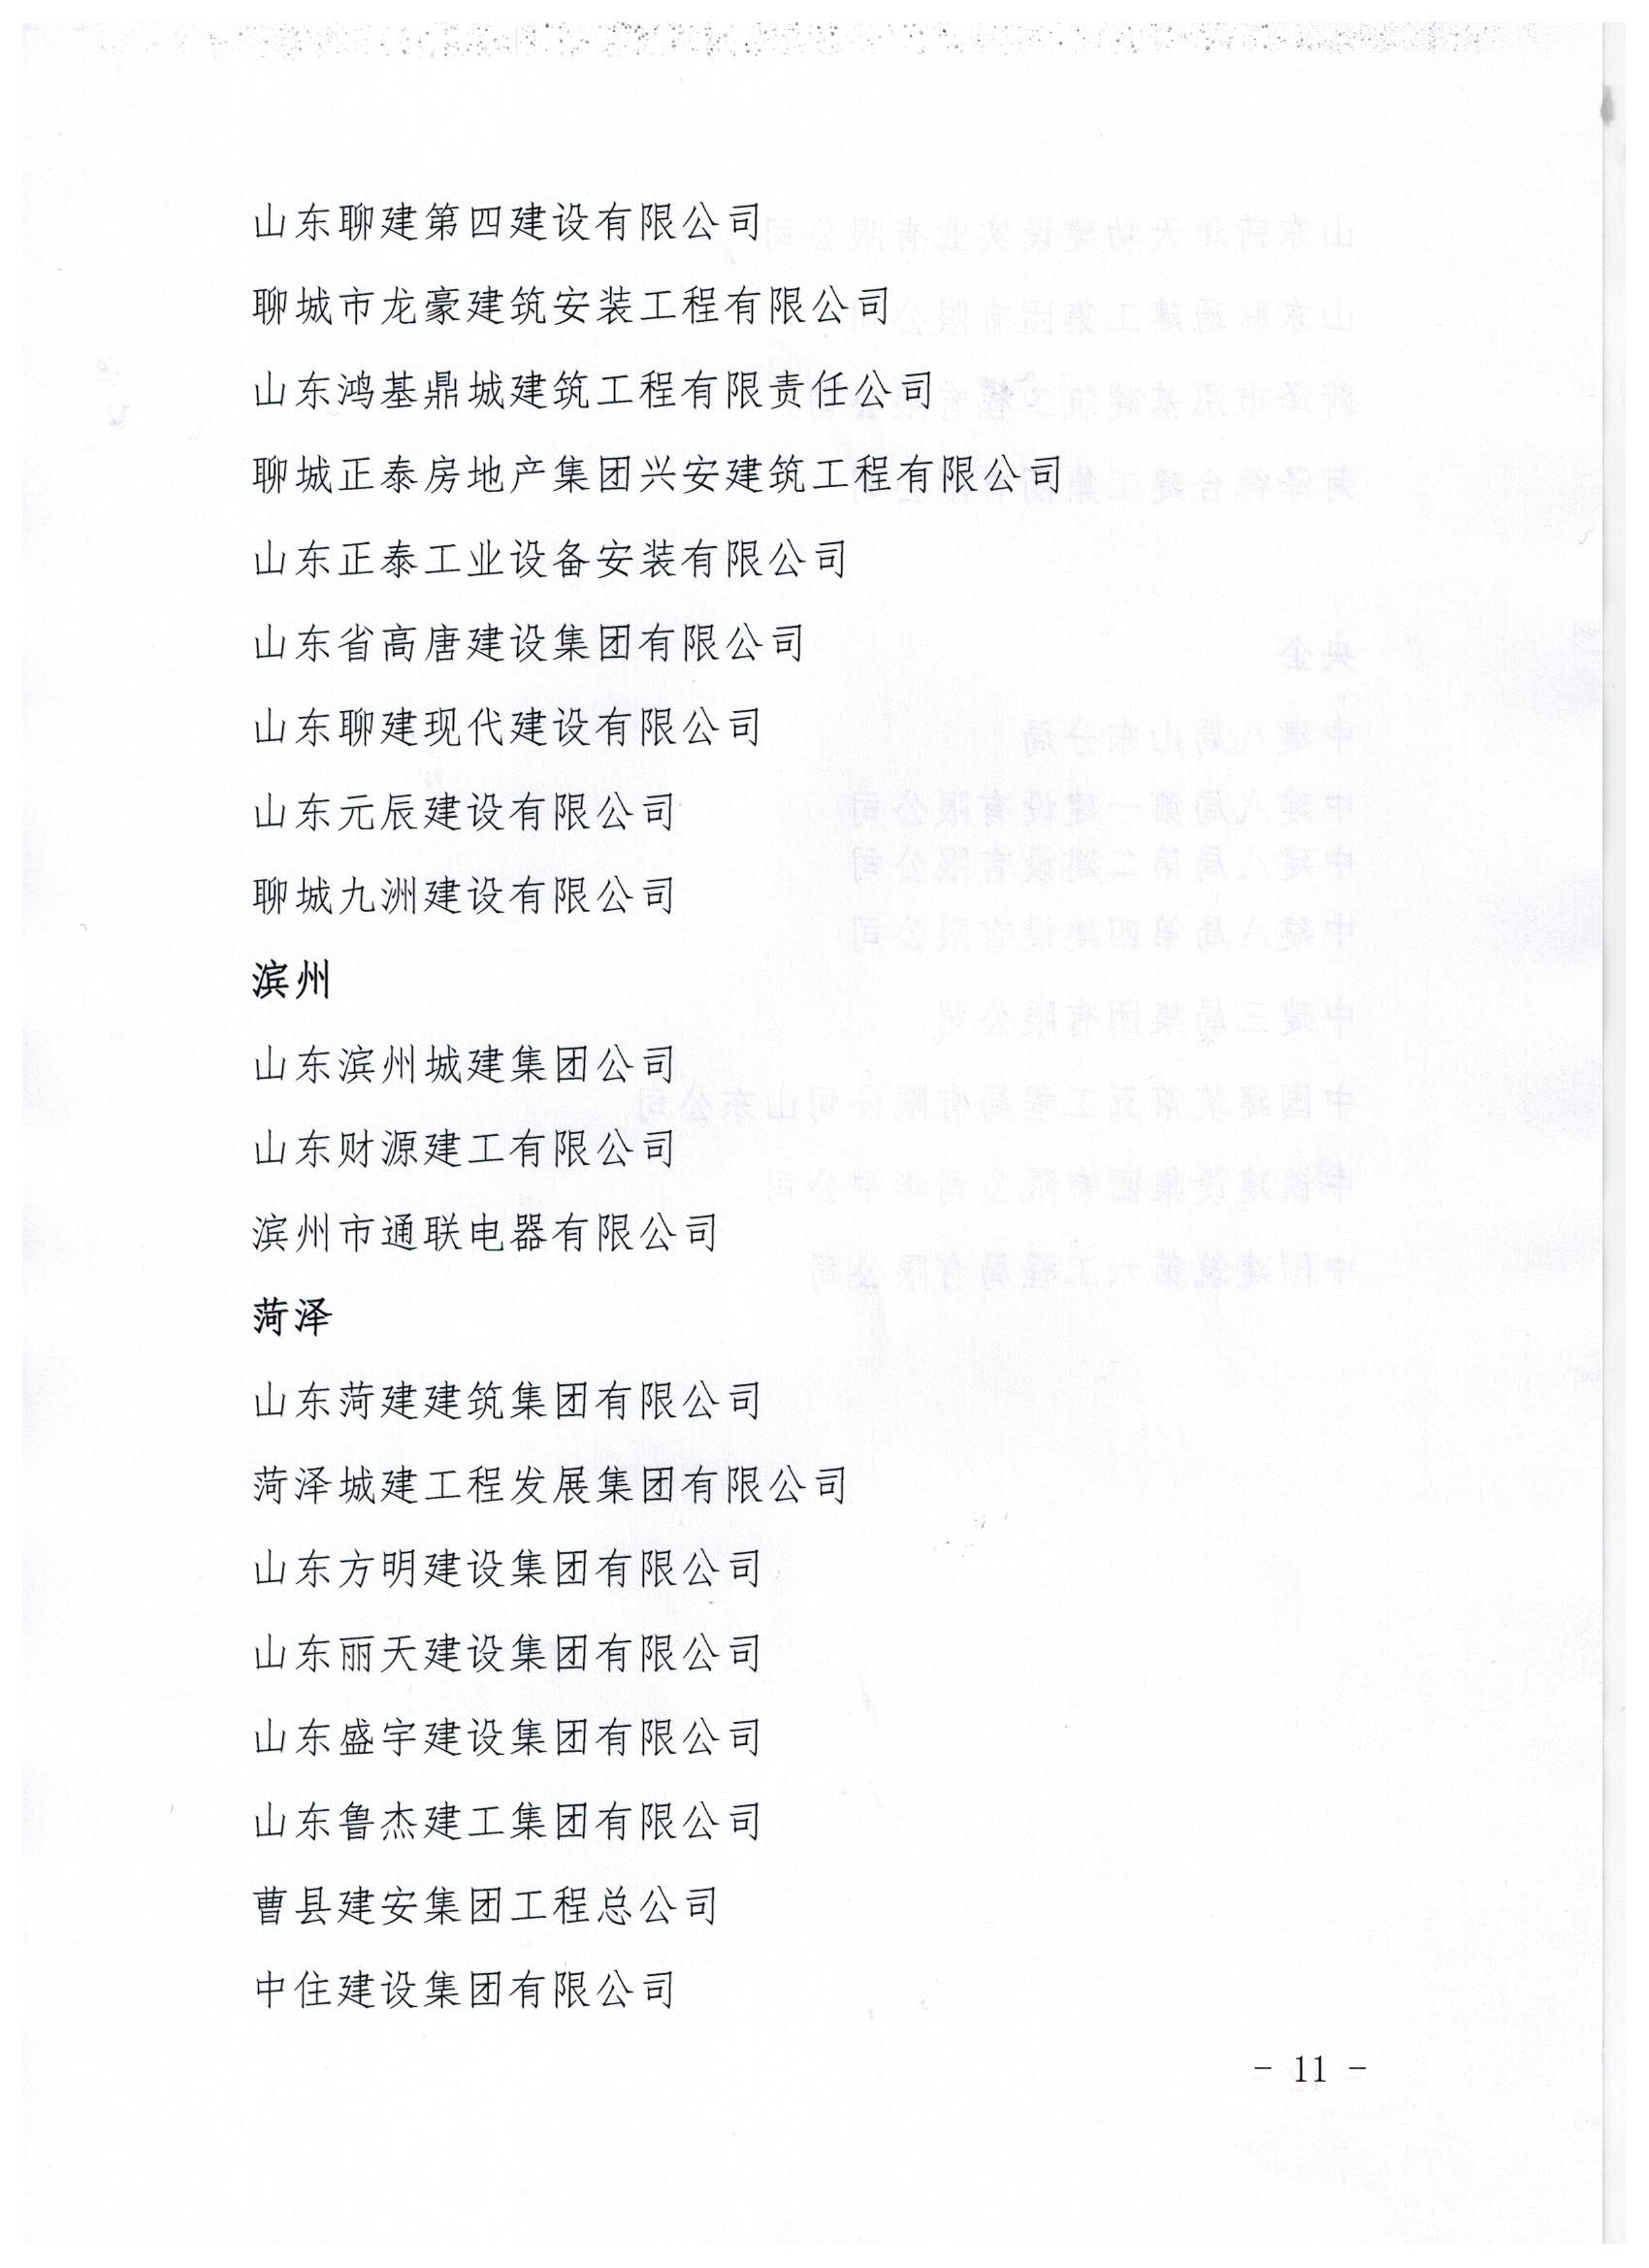 山东聊建第四建设有限公司
聊城市龙豪建筑安装工程有限公司
山东鸿基鼎城建筑工程有限责任公司
聊城正泰房地产集团兴安建筑工程有限公司
山东正泰工业设备安装有限公司
山东省高唐建设集团有限公司
山东聊建现代建设有限公司
山东元辰建设有限公司
聊城九洲建设有限公司
滨州
山东滨州城建集团公司
山东财源建工有限公司
滨州市通联电器有限公司
菏泽
山东菏建建筑集团有限公司
菏泽城建工程发展集团有限公司
山东方明建设集团有限公司
山东丽天建设集团有限公司
山东盛宇建设集团有限公司
山东鲁杰建工集团有限公司
曹县建安集团工程总公司
中住建设集团有限公司
- 11 -